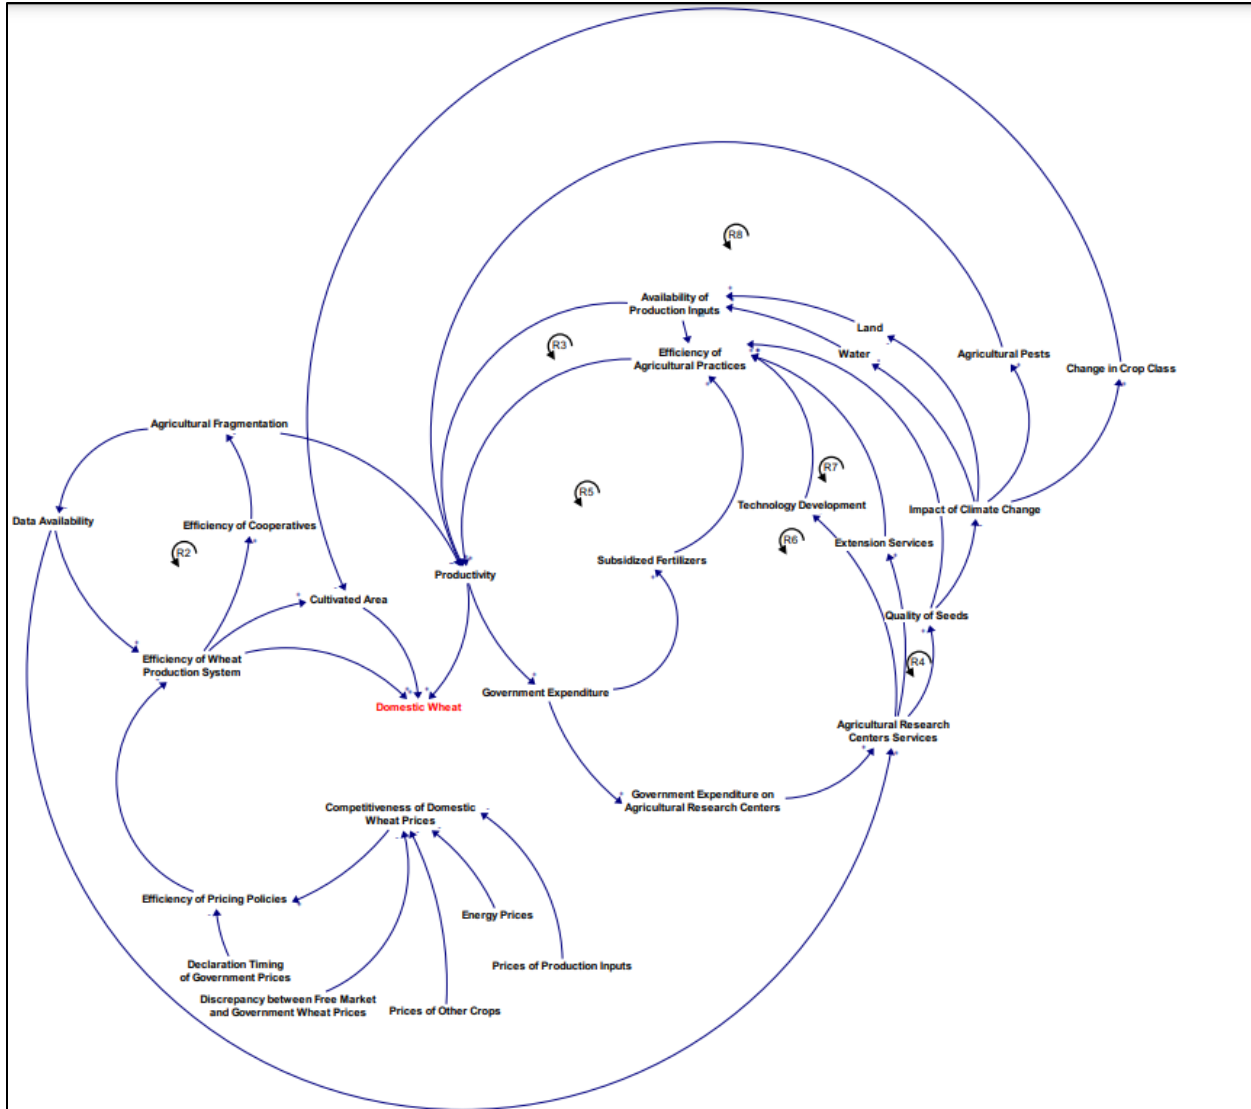 R8
Availability of
Production Inputs
Land
R3
Efficiency of
Agricultural Practices
Water
Agricultural Pests
Change in Crop Class
Agricultural Fragmentation
R7
R5
Technology Development
Impact of Climate Change
Data Availability
Efficiency of Cooperatives
R6
Extension Services
R2
Subsidized Fertilizers
Productivity
Cultivated Area
Quality of Seeds
Efficiency of Wheat
Production System
R4
Government Expenditure
Domestic Wheat
Agricultural Research
Centers Services
Government Expenditure on
Agricultural Research Centers
Competitiveness of Domestic
Wheat Prices
Efficiency of Pricing Policies
Energy Prices
Declaration Timing
of Government Prices
Prices of Production Inputs
Discrepancy between Free Market
and Government Wheat Prices
Prices of Other Crops